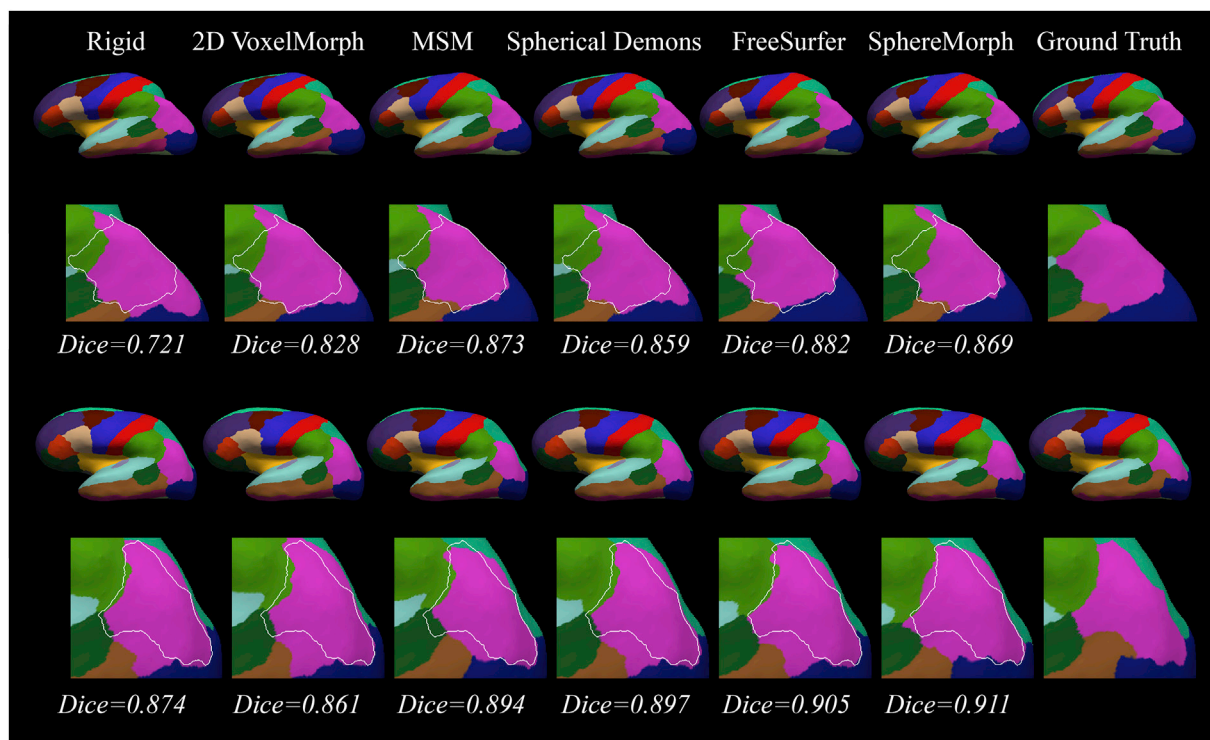 Rigid 2D VoxelMorph MSM Spherical Demons FreeSurfer SphereMorph Ground Truth
Dice=0.721 Dice=0.828 Dice=0.873 Dice=0.859 Dice=0.882 Dice=0.869
Dice=0.874 Dice=0.861 Dice=0.894 Dice=0.897 Dice=0.905 Dice=0.911